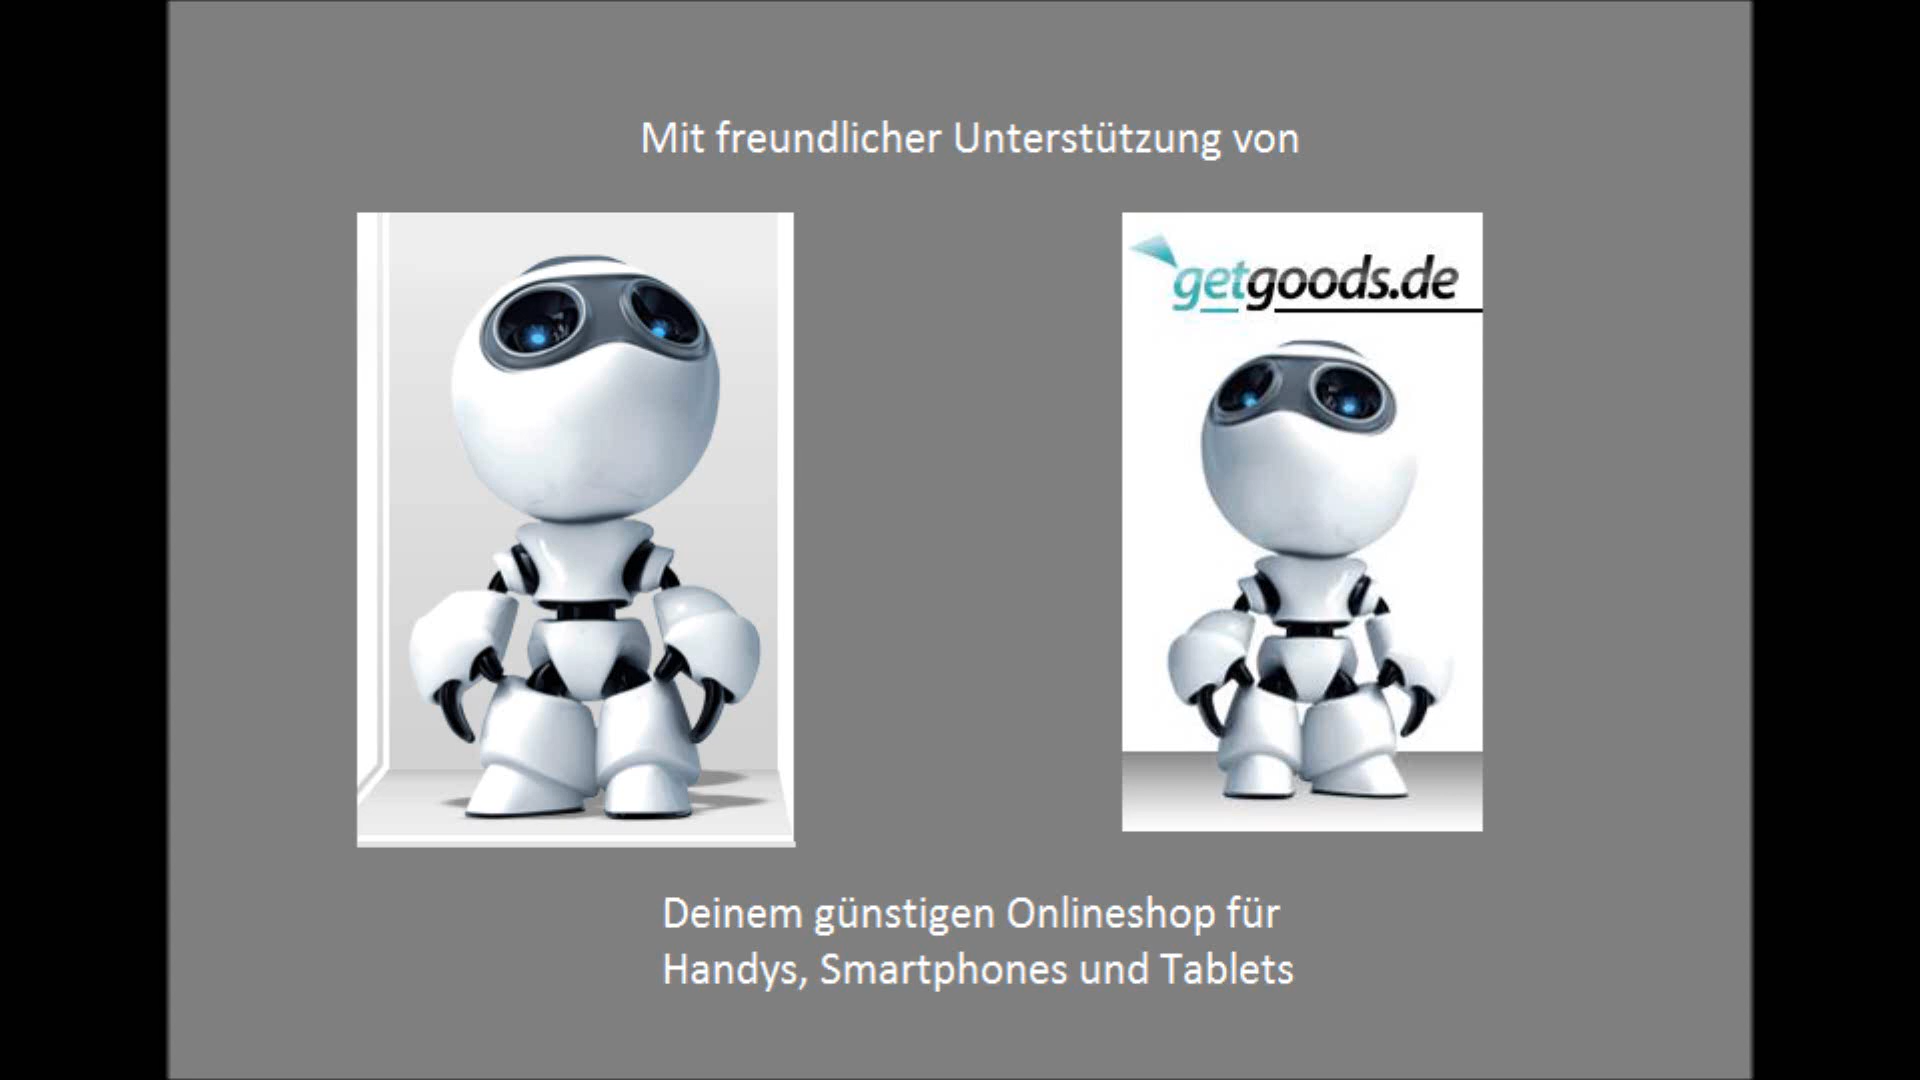 Mit freundlicher Unterstützung von
getgoods.de
Deinem günstigen Onlineshop für
Handys, Smartphones und Tablets